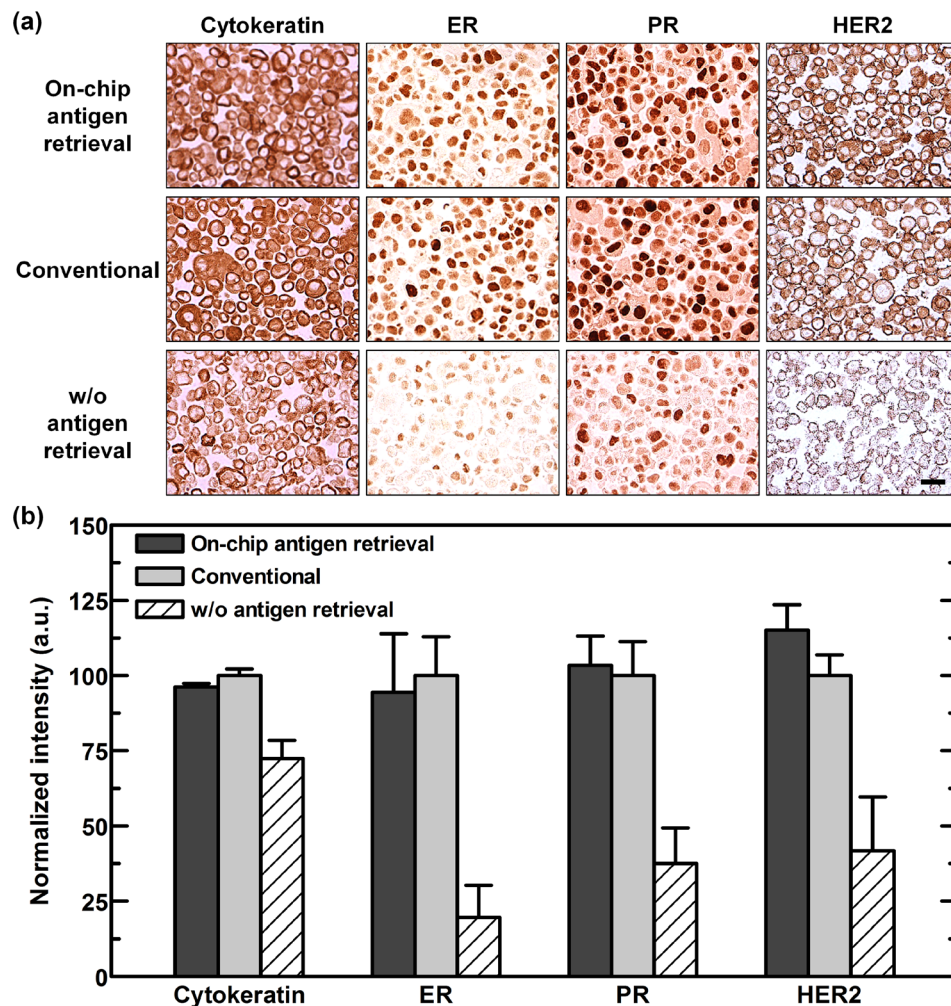 (a)
Cytokeratin ER PR HER2
On-chip
antigen
retrieval
Conventional
w/o
antigen
retrieval
(b)
150
125
100
75
50
25
0
Normalized intensity (a.u.)
On-chip antigen retrieval
Conventional
w/o antigen retrieval
Cytokeratin ER PR HER2